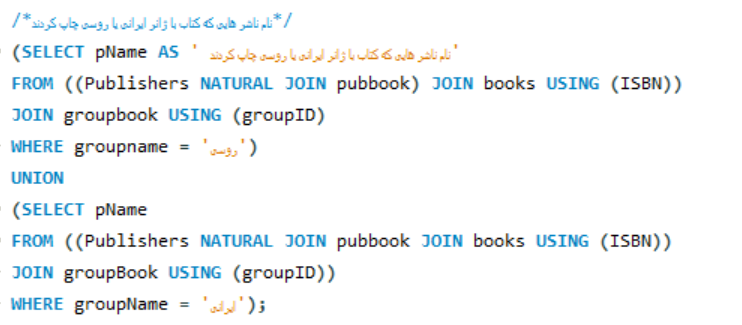 /*نام ناشر هایی که کتاب با ژانر ایرانی یا روسی چاپ کردند*/
(SELECT pName AS ' نام ناشر هایی که کتاب با ژانر ایرانی یا روسی چاپ کردند'
FROM ((Publishers NATURAL JOIN pubbook) JOIN books USING (ISBN))
JOIN groupbook USING (groupID)
WHERE groupname = 'روسی')
UNION
(SELECT pName
FROM ((Publishers NATURAL JOIN pubbook JOIN books USING (ISBN))
JOIN groupBook USING (groupID))
WHERE groupName = 'ایرانی');